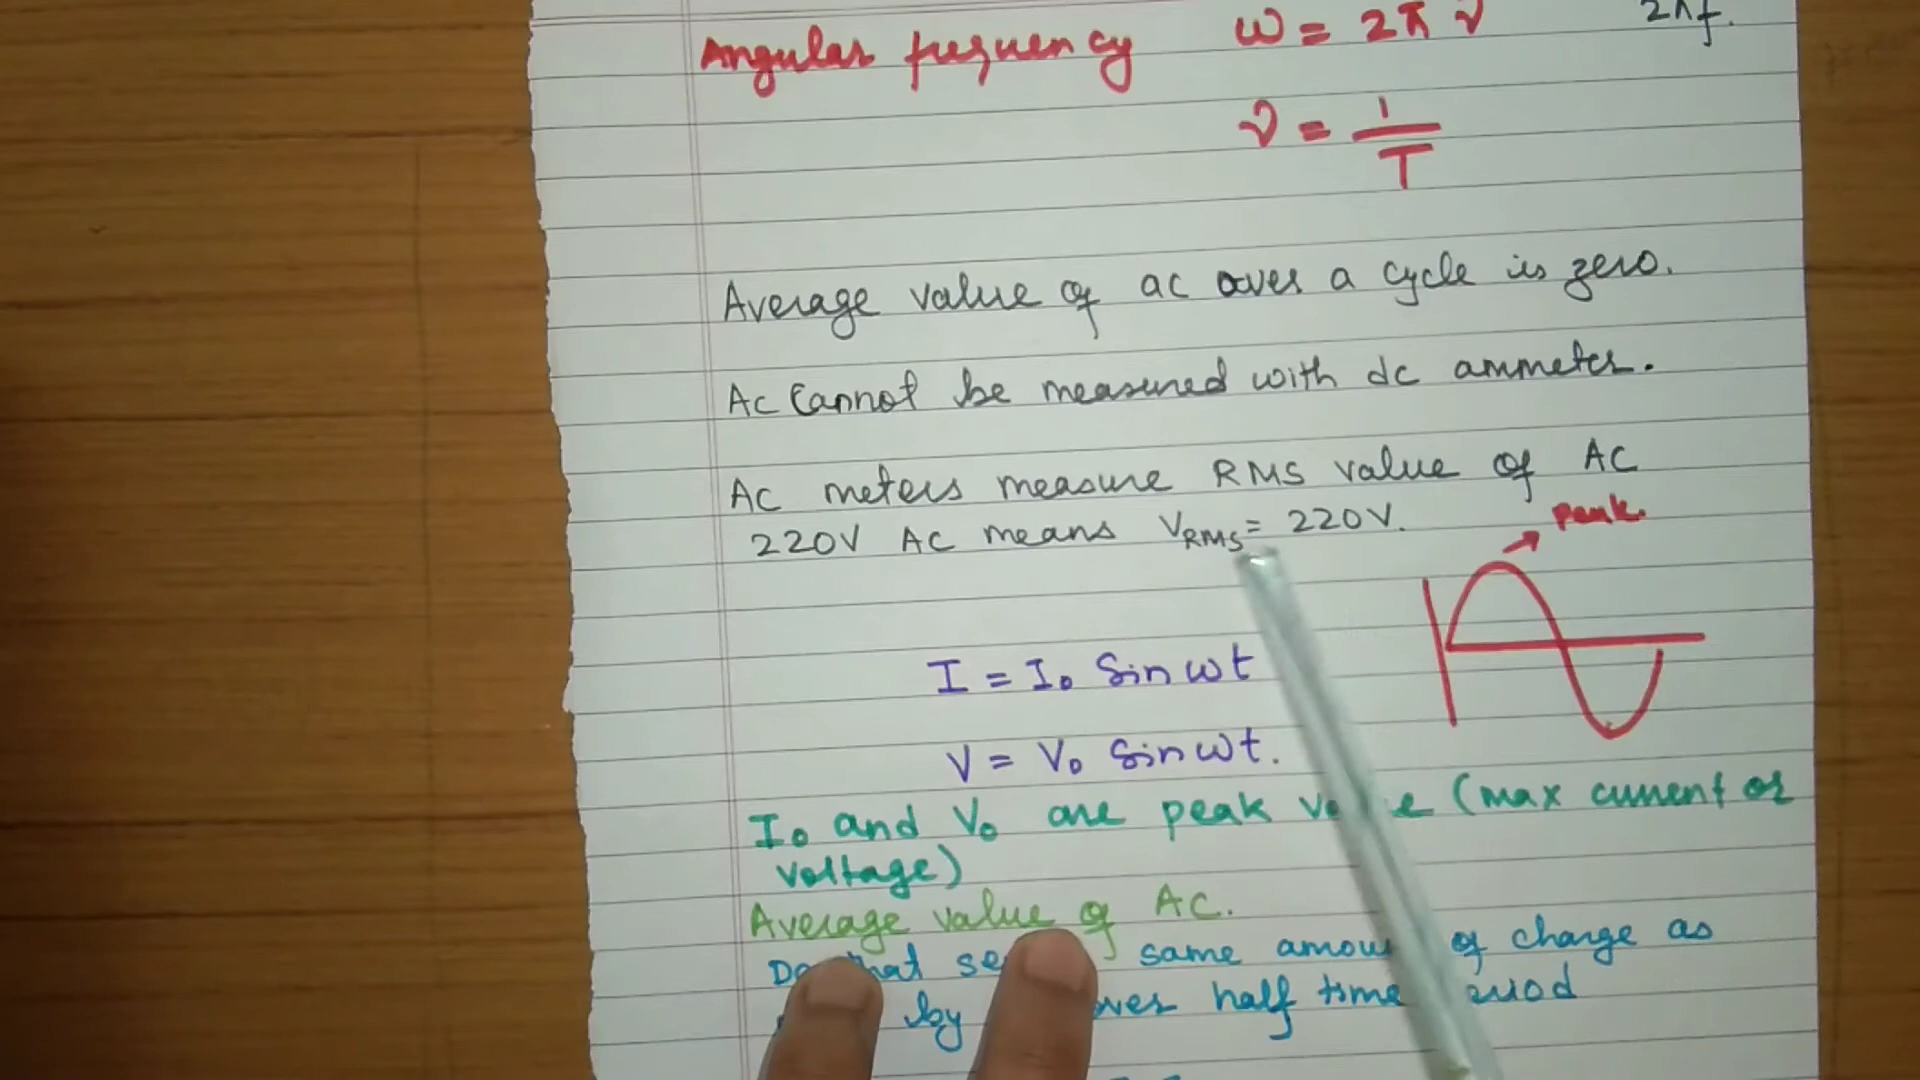 Angular frequency ω = 2π ν 2πf.
ν = 1/T
Average value of ac over a cycle is zero.
AC cannot be measured with dc ammeter.
AC meters measure RMS value of AC
220V AC means VRMS = 220V.
peak
I = I₀ Sin ωt
V = V₀ Sin ωt.
I₀ and V₀ are peak (max current or
voltage)
Average value of AC.
same of charge as
by half time